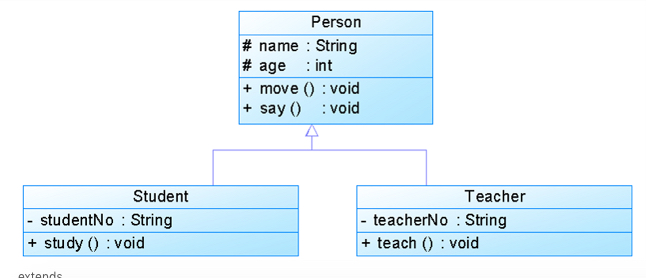 Person
# name : String
# age : int
+ move () : void
+ say () : void
Student
- studentNo : String
+ study () : void
Teacher
- teacherNo : String
+ teach () : void
extends